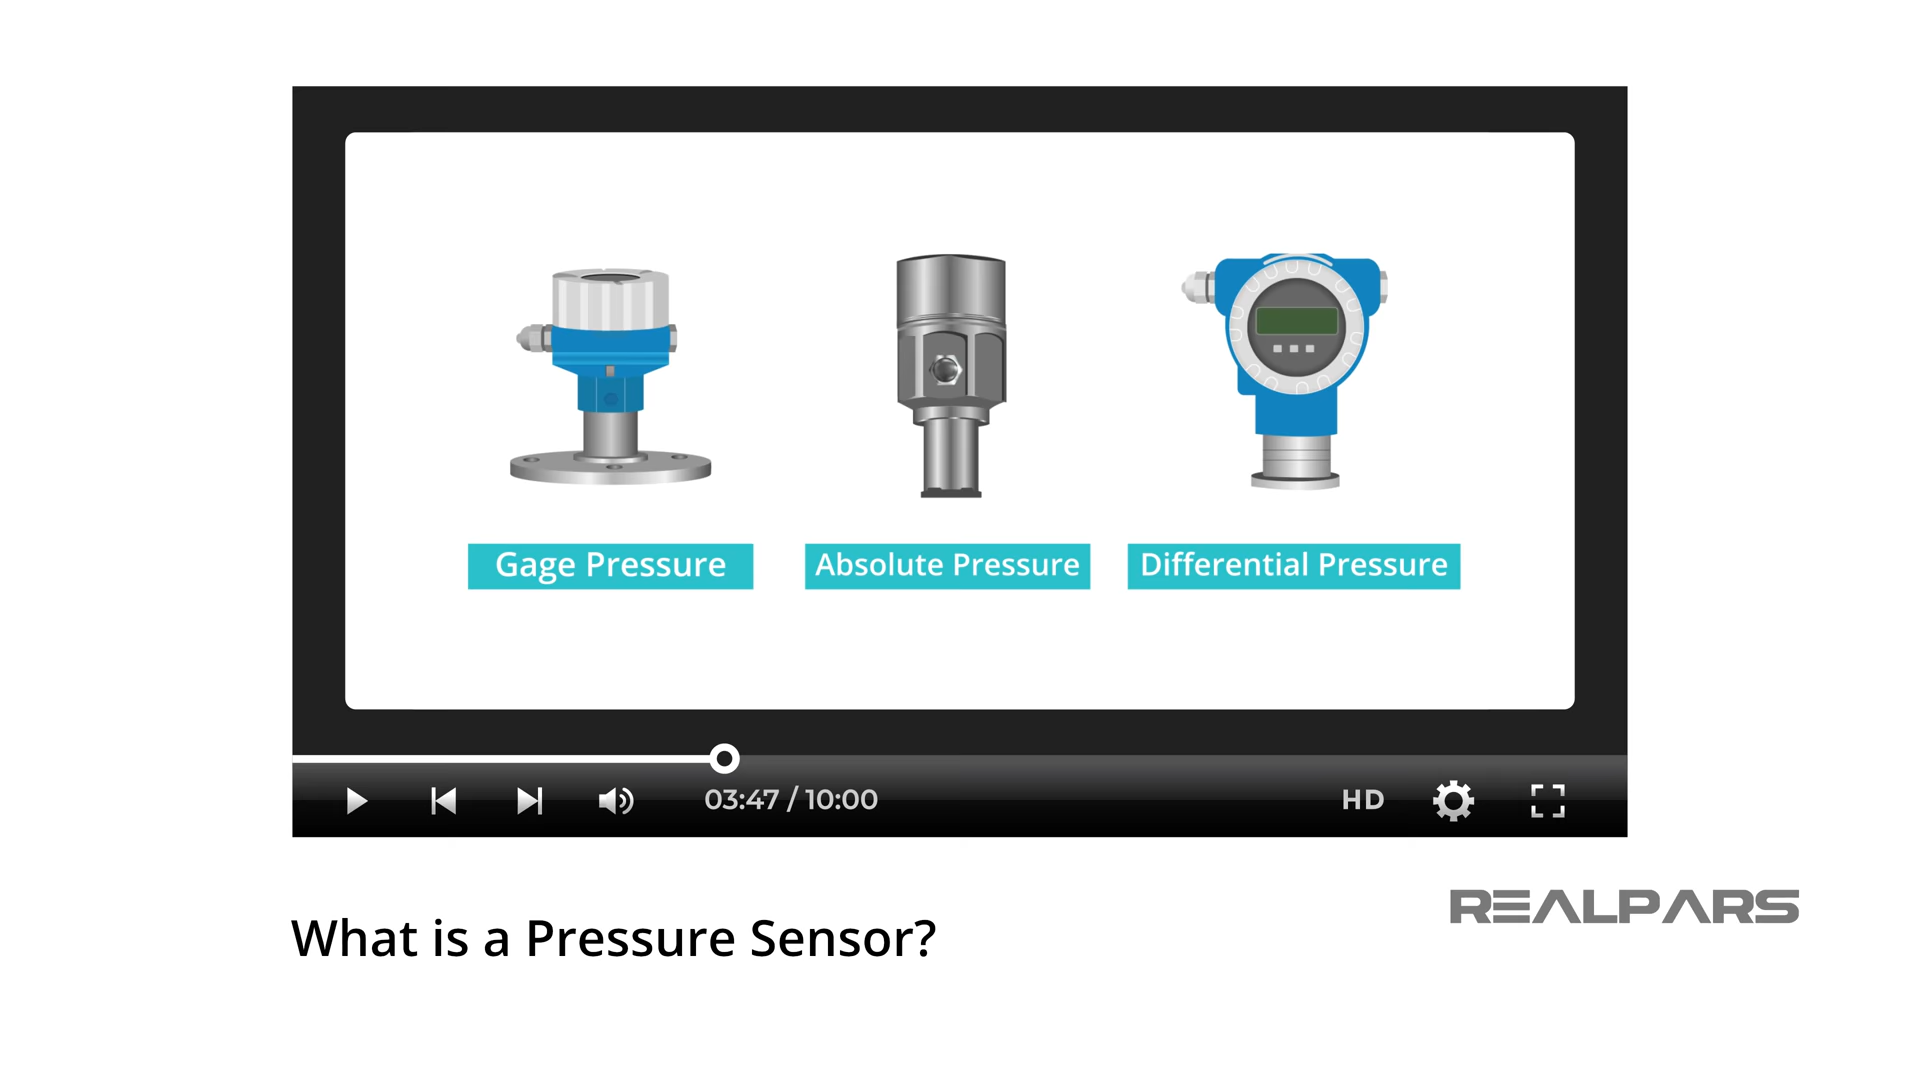 Gage Pressure
Absolute Pressure
Differential Pressure
03:47 / 10:00
HD
What is a Pressure Sensor?
REALPARS